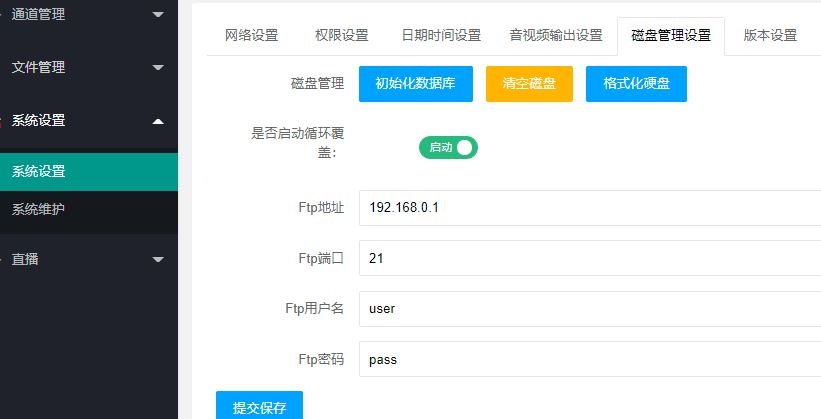 通道管理
文件管理
系统设置
系统设置
系统维护
直播
网络设置 权限设置 日期时间设置 音视频输出设置 磁盘管理设置 版本设置
磁盘管理 初始化数据库 清空磁盘 格式化硬盘
是否启动循环覆
盖： 启动
Ftp地址 192.168.0.1
Ftp端口 21
Ftp用户名 user
Ftp密码 pass
提交保存